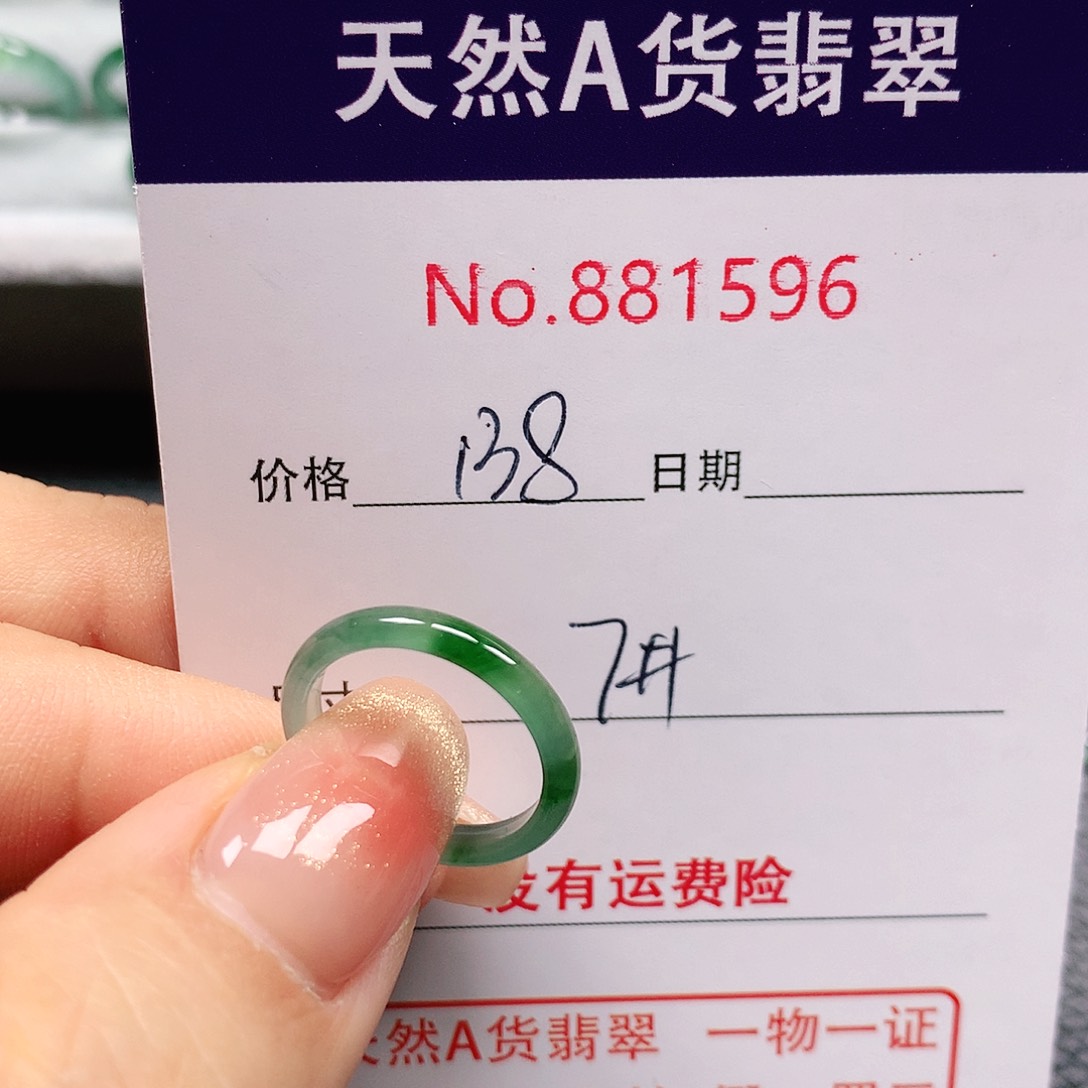 天然A货翡翠
No.881596
价格 138 日期
7#
没有运费险
天然A货翡翠 一物一证